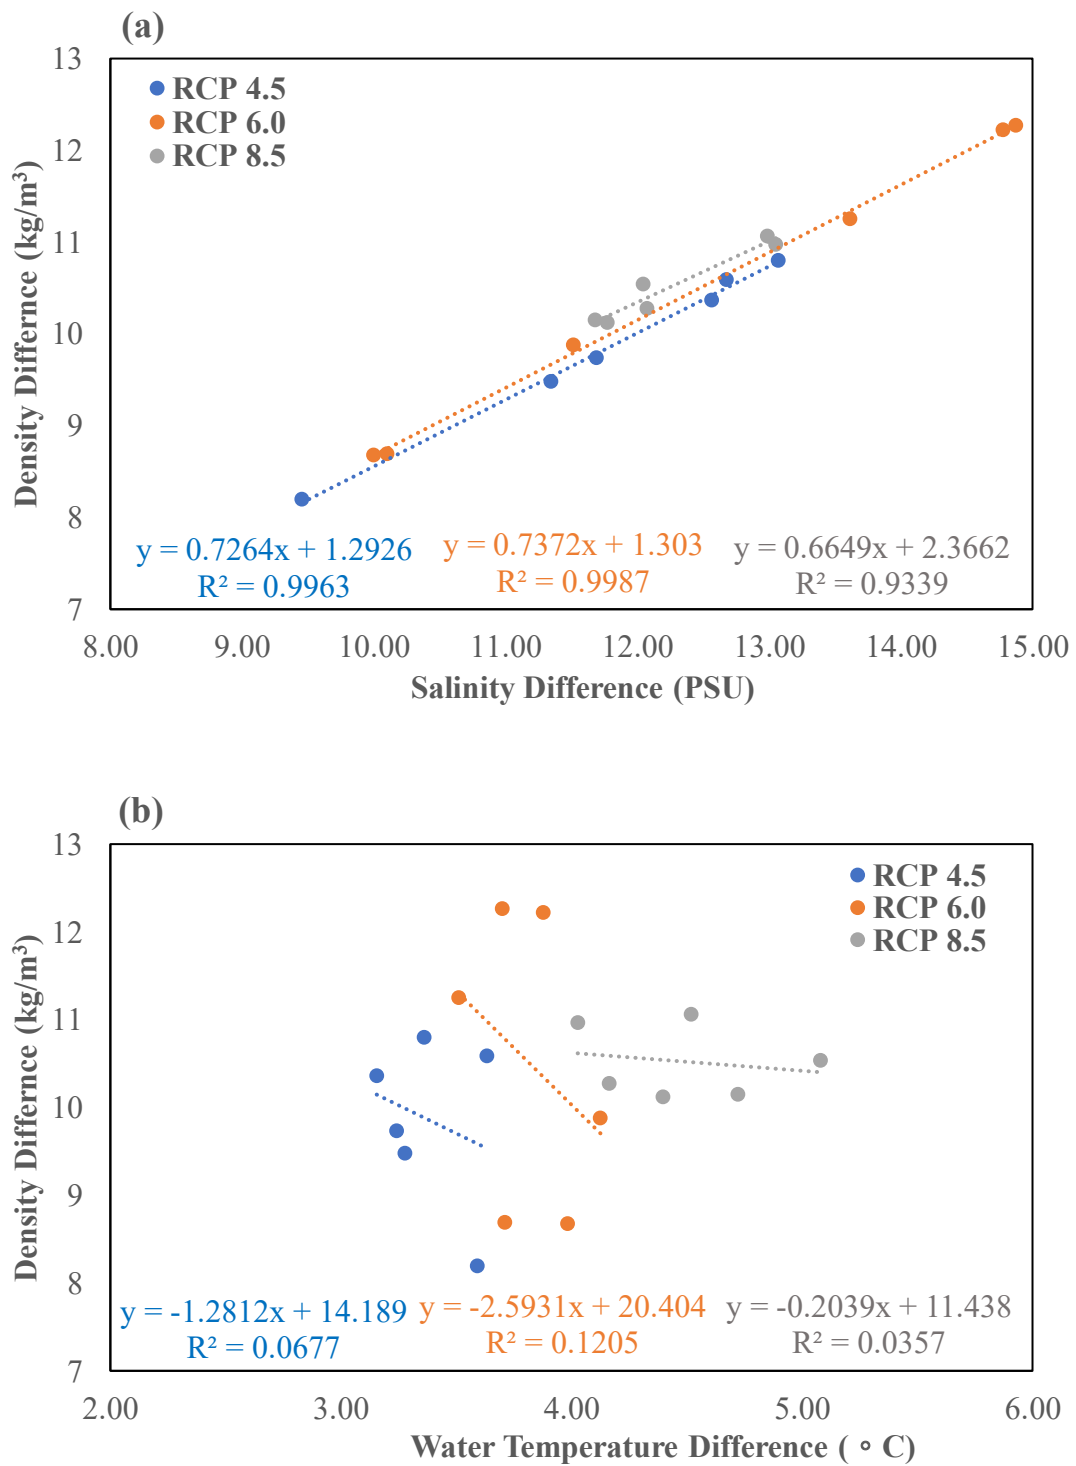 (a)
13
12
11
10
9
8
7
Density Differnce (kg/m³)
RCP 4.5
RCP 6.0
RCP 8.5
y = 0.7264x + 1.2926
R² = 0.9963
y = 0.7372x + 1.303
R² = 0.9987
y = 0.6649x + 2.3662
R² = 0.9339
8.00 9.00 10.00 11.00 12.00 13.00 14.00 15.00
Salinity Difference (PSU)
(b)
13
12
11
10
9
8
7
Density Differnce (kg/m³)
RCP 4.5
RCP 6.0
RCP 8.5
y = -1.2812x + 14.189
R² = 0.0677
y = -2.5931x + 20.404
R² = 0.1205
y = -0.2039x + 11.438
R² = 0.0357
2.00 3.00 4.00 5.00 6.00
Water Temperature Difference ( ∘ C)